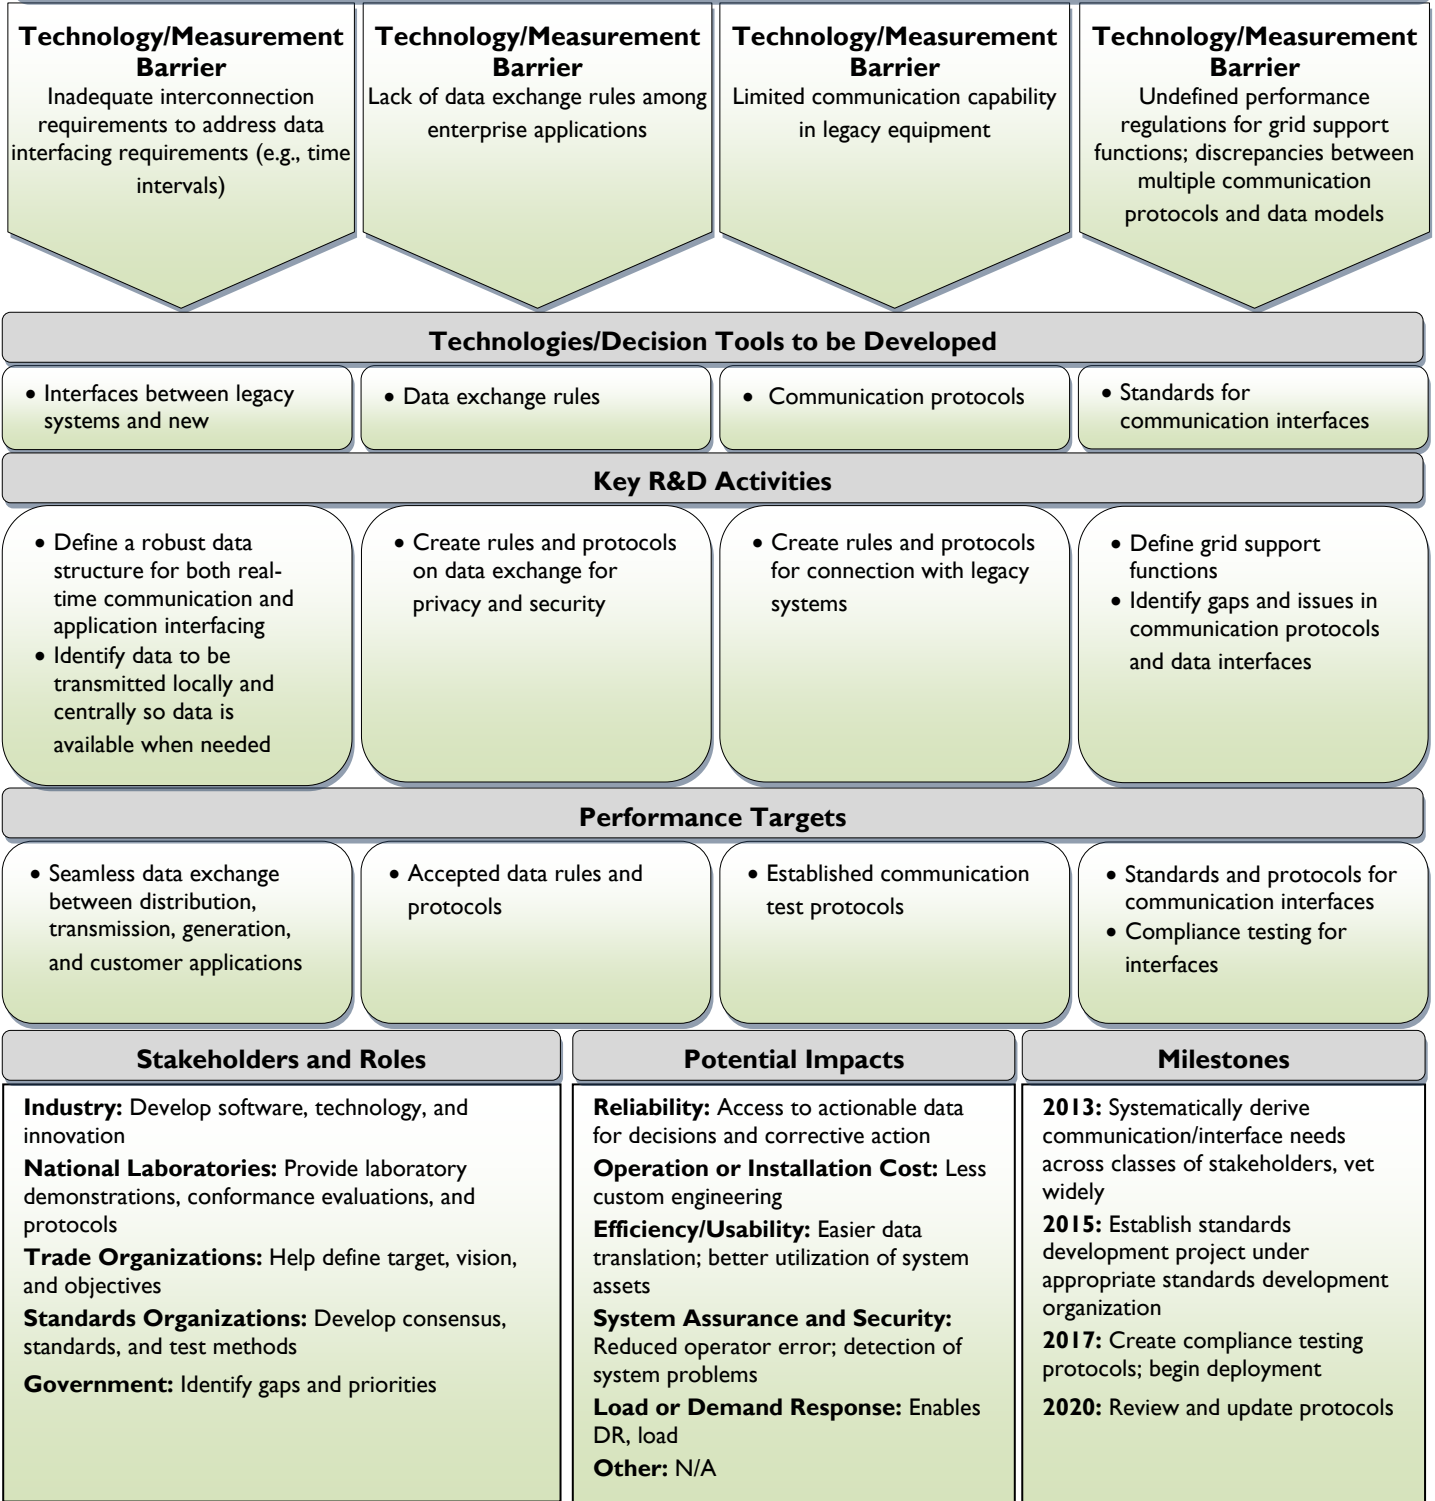 Technology/Measurement
Barrier
Inadequate interconnection
requirements to address data
interfacing requirements (e.g., time
intervals)
Technology/Measurement
Barrier
Lack of data exchange rules among
enterprise applications
Technology/Measurement
Barrier
Limited communication capability
in legacy equipment
Technology/Measurement
Barrier
Undefined performance
regulations for grid support
functions; discrepancies between
multiple communication
protocols and data models
Technologies/Decision Tools to be Developed
• Interfaces between legacy
systems and new
• Data exchange rules
• Communication protocols
• Standards for
communication interfaces
Key R&D Activities
• Define a robust data
structure for both real-
time communication and
application interfacing
• Identify data to be
transmitted locally and
centrally so data is
available when needed
• Create rules and protocols
on data exchange for
privacy and security
• Create rules and protocols
for connection with legacy
systems
• Define grid support
functions
• Identify gaps and issues in
communication protocols
and data interfaces
Performance Targets
• Seamless data exchange
between distribution,
transmission, generation,
and customer applications
• Accepted data rules and
protocols
• Established communication
test protocols
• Standards and protocols for
communication interfaces
• Compliance testing for
interfaces
Stakeholders and Roles
Industry: Develop software, technology, and
innovation
National Laboratories: Provide laboratory
demonstrations, conformance evaluations, and
protocols
Trade Organizations: Help define target, vision,
and objectives
Standards Organizations: Develop consensus,
standards, and test methods
Government: Identify gaps and priorities
Potential Impacts
Reliability: Access to actionable data
for decisions and corrective action
Operation or Installation Cost: Less
custom engineering
Efficiency/Usability: Easier data
translation; better utilization of system
assets
System Assurance and Security:
Reduced operator error; detection of
system problems
Load or Demand Response: Enables
DR, load
Other: N/A
Milestones
2013: Systematically derive
communication/interface needs
across classes of stakeholders, vet
widely
2015: Establish standards
development project under
appropriate standards development
organization
2017: Create compliance testing
protocols; begin deployment
2020: Review and update protocols